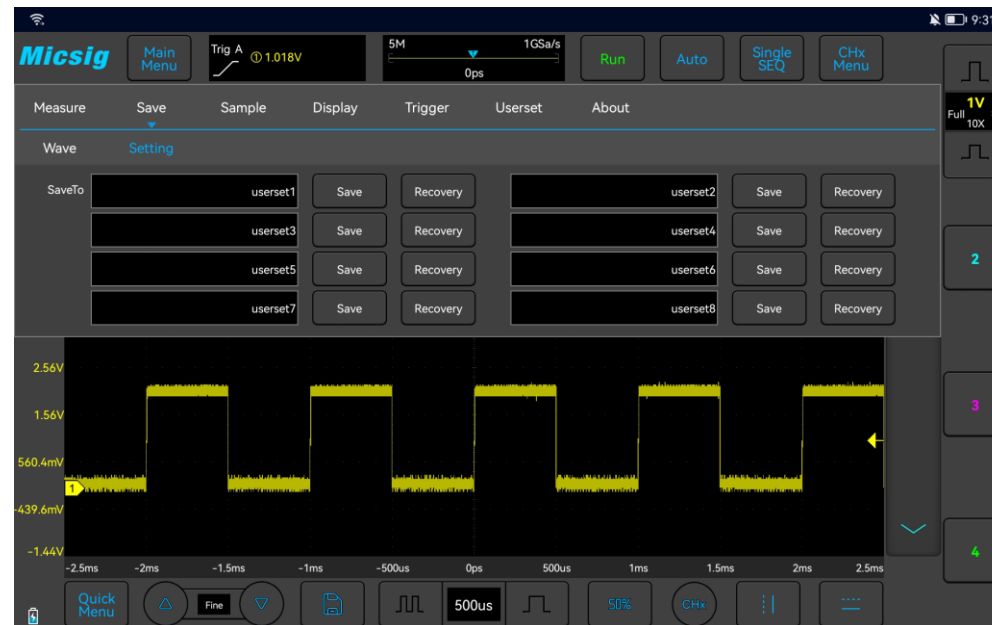 9:31
Micsig
Main Menu
Trig A ① 1.018V
5M 1GSa/s
0ps
Run
Auto
Single SEQ
CHx Menu
Measure Save Sample Display Trigger Userset About
1V
Full 10X
Wave Setting
SaveTo userset1 Save Recovery userset2 Save Recovery
userset3 Save Recovery userset4 Save Recovery
userset5 Save Recovery userset6 Save Recovery
userset7 Save Recovery userset8 Save Recovery
2
3
4
2.56V
1.56V
560.4mV
1
-439.6mV
-1.44V
-2.5ms -2ms -1.5ms -1ms -500us 0ps 500us 1ms 1.5ms 2ms 2.5ms
Quick Menu
Fine
500us
50%
CHx